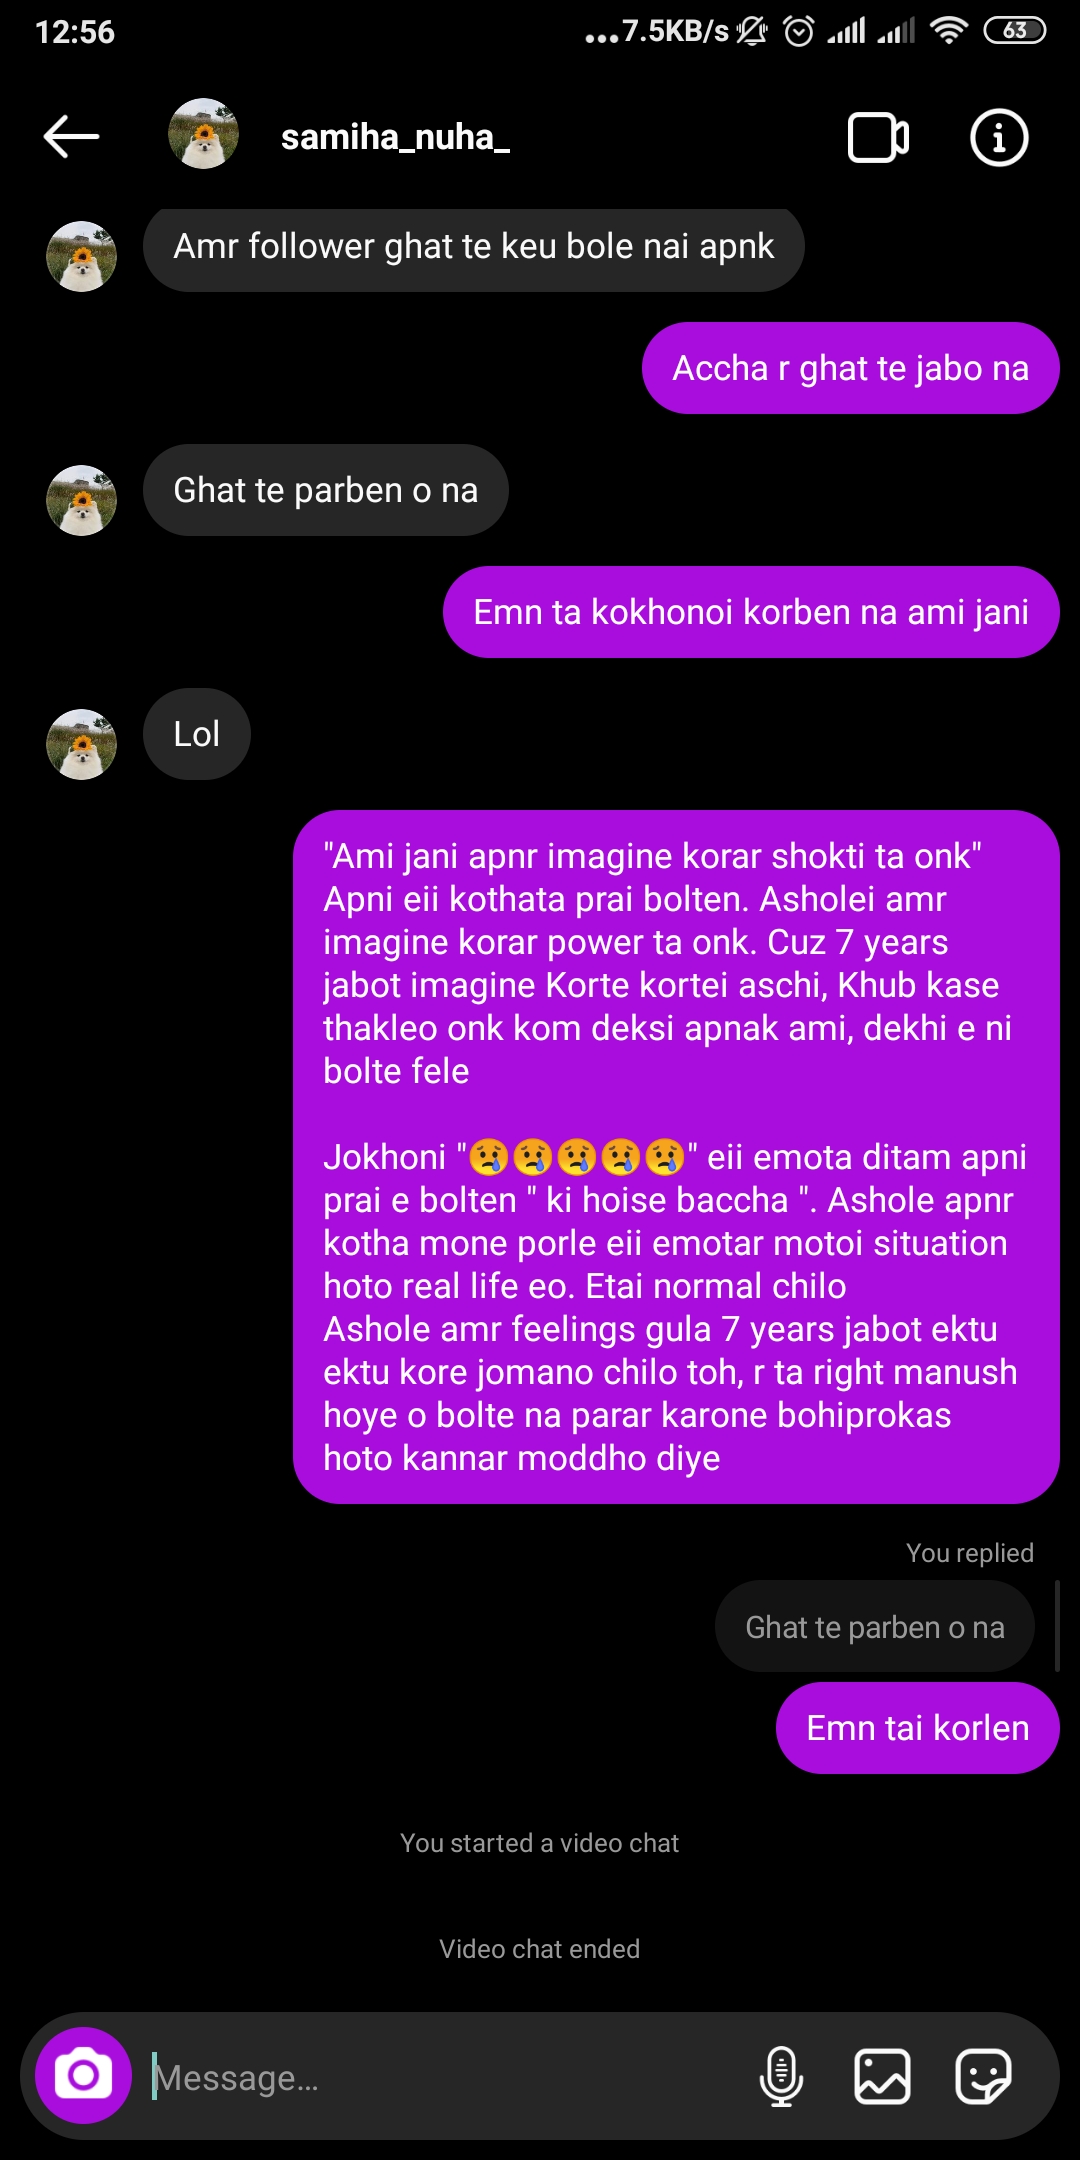 12:56
...7.5KB/s
63
samiha_nuha_
Amr follower ghat te keu bole nai apnk
Accha r ghat te jabo na
Ghat te parben o na
Emn ta kokhonoi korben na ami jani
Lol
"Ami jani apnr imagine korar shokti ta onk"
Apni eii kothata prai bolten. Asholei amr
imagine korar power ta onk. Cuz 7 years
jabot imagine Korte kortei aschi, Khub kase
thakleo onk kom deksi apnak ami, dekhi e ni
bolte fele
Jokhoni "😢😢😢😢😢" eii emota ditam apni
prai e bolten " ki hoise baccha ". Ashole apnr
kotha mone porle eii emotar motoi situation
hoto real life eo. Etai normal chilo
Ashole amr feelings gula 7 years jabot ektu
ektu kore jomano chilo toh, r ta right manush
hoye o bolte na parar karone bohiprokas
hoto kannar moddho diye
You replied
Ghat te parben o na
Emn tai korlen
You started a video chat
Video chat ended
Message...